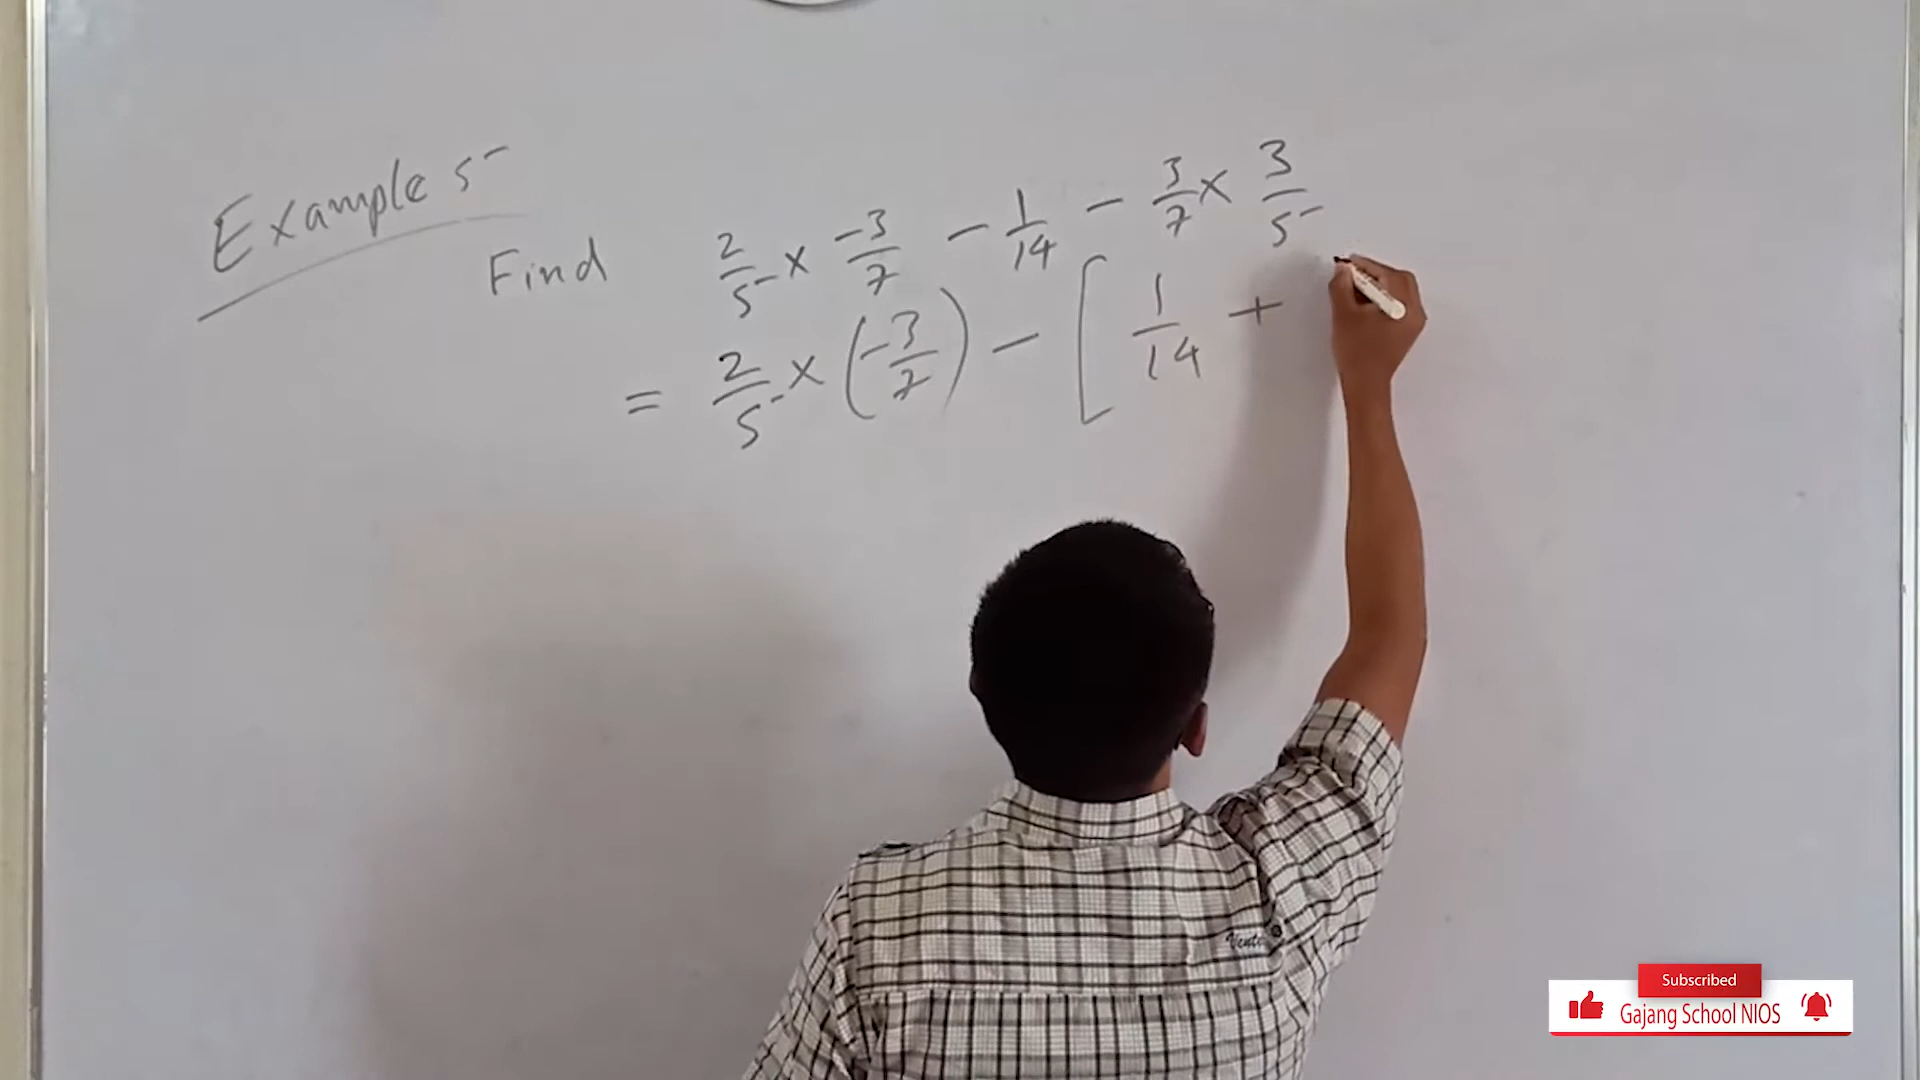 Example 5
Find 2/5 × -3/7 - 1/14 - 3/7 × 3/5
= 2/5 × (-3/7) - [ 1/14 +
Subscribed
Gajang School NIOS